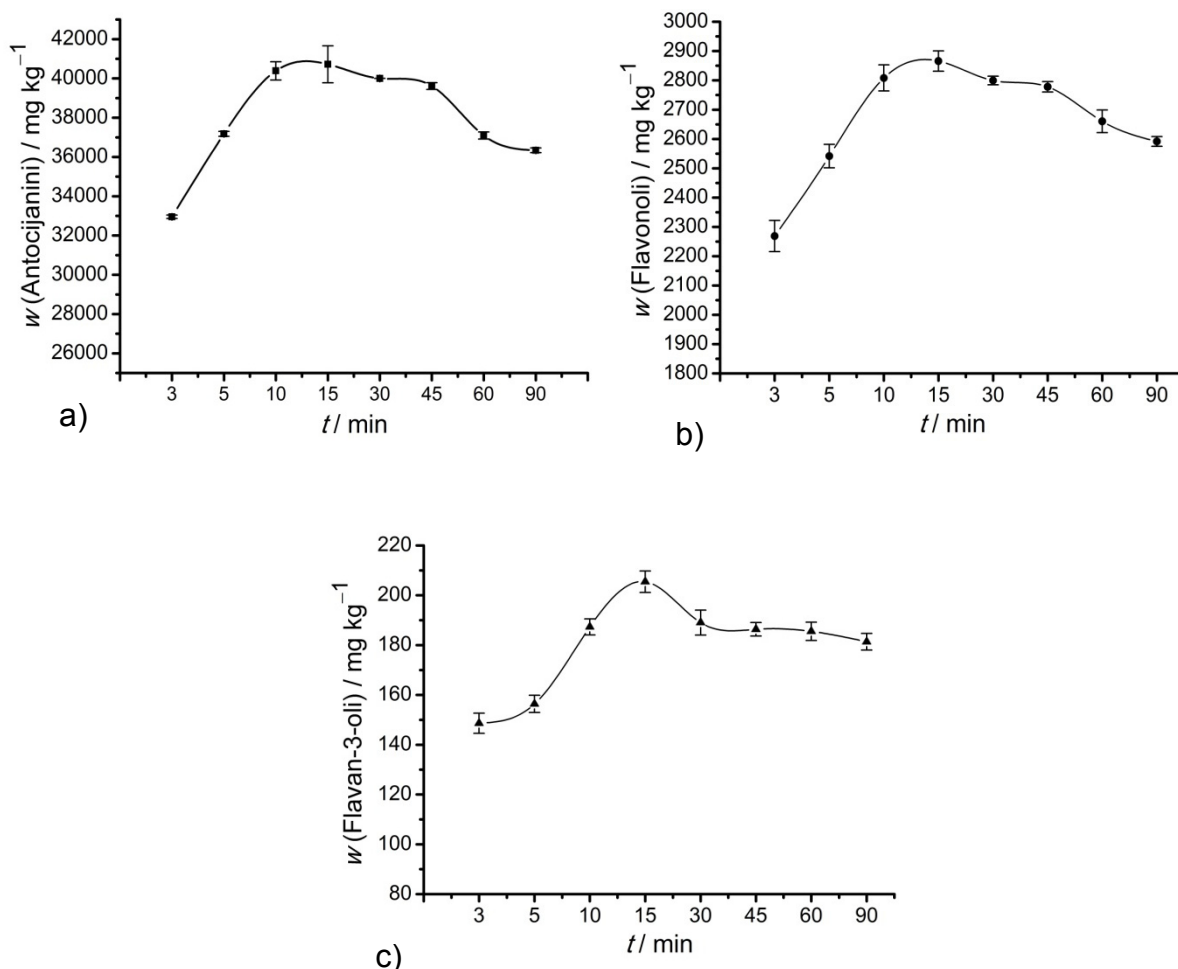 w (Antocijanini) / mg kg⁻¹
42000
40000
38000
36000
34000
32000
30000
28000
26000
3 5 10 15 30 45 60 90
t / min
a)
w (Flavonoli) / mg kg⁻¹
3000
2900
2800
2700
2600
2500
2400
2300
2200
2100
2000
1900
1800
3 5 10 15 30 45 60 90
t / min
b)
w (Flavan-3-oli) / mg kg⁻¹
220
200
180
160
140
120
100
80
3 5 10 15 30 45 60 90
t / min
c)